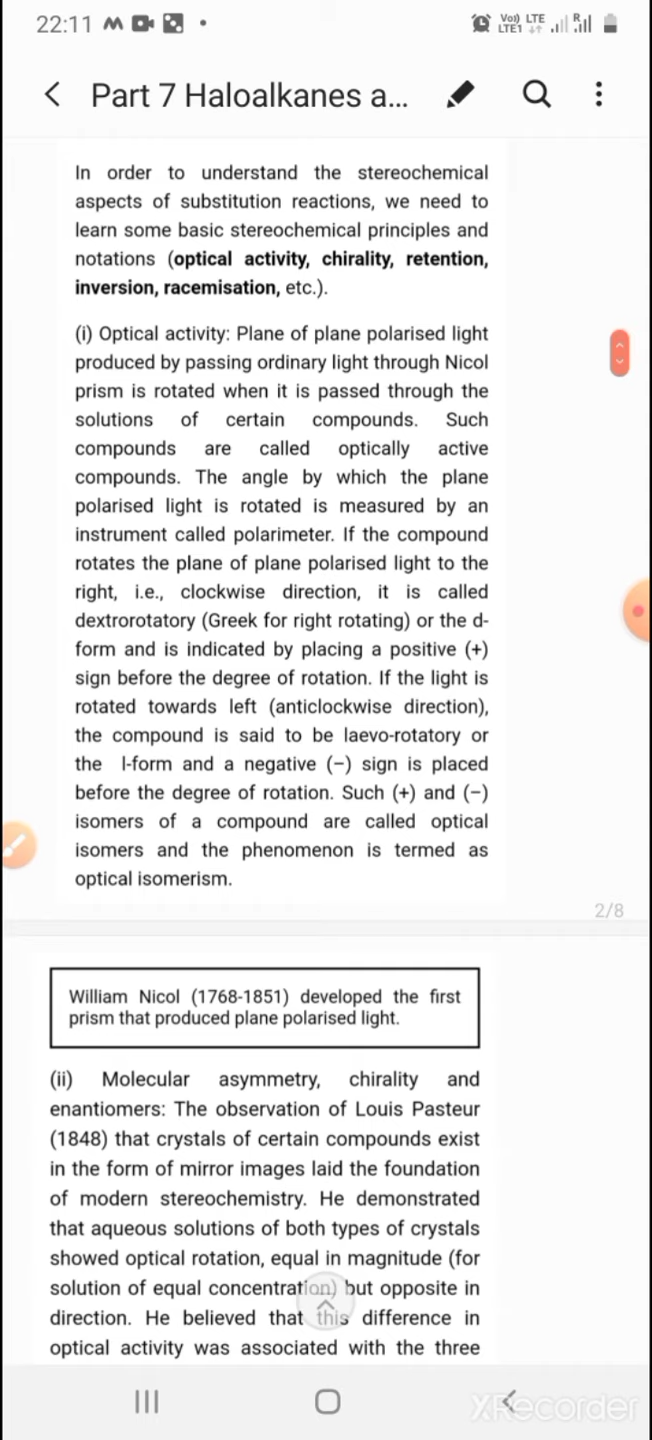 22:11
Vo)) LTE
LTE1
R
Part 7 Haloalkanes a...
In order to understand the stereochemical
aspects of substitution reactions, we need to
learn some basic stereochemical principles and
notations (optical activity, chirality, retention,
inversion, racemisation, etc.).
(i) Optical activity: Plane of plane polarised light
produced by passing ordinary light through Nicol
prism is rotated when it is passed through the
solutions of certain compounds. Such
compounds are called optically active
compounds. The angle by which the plane
polarised light is rotated is measured by an
instrument called polarimeter. If the compound
rotates the plane of plane polarised light to the
right, i.e., clockwise direction, it is called
dextrorotatory (Greek for right rotating) or the d-
form and is indicated by placing a positive (+)
sign before the degree of rotation. If the light is
rotated towards left (anticlockwise direction),
the compound is said to be laevo-rotatory or
the l-form and a negative (−) sign is placed
before the degree of rotation. Such (+) and (−)
isomers of a compound are called optical
isomers and the phenomenon is termed as
optical isomerism.
2/8
William Nicol (1768-1851) developed the first
prism that produced plane polarised light.
(ii) Molecular asymmetry, chirality and
enantiomers: The observation of Louis Pasteur
(1848) that crystals of certain compounds exist
in the form of mirror images laid the foundation
of modern stereochemistry. He demonstrated
that aqueous solutions of both types of crystals
showed optical rotation, equal in magnitude (for
solution of equal concentration) but opposite in
direction. He believed that this difference in
optical activity was associated with the three
XRecorder